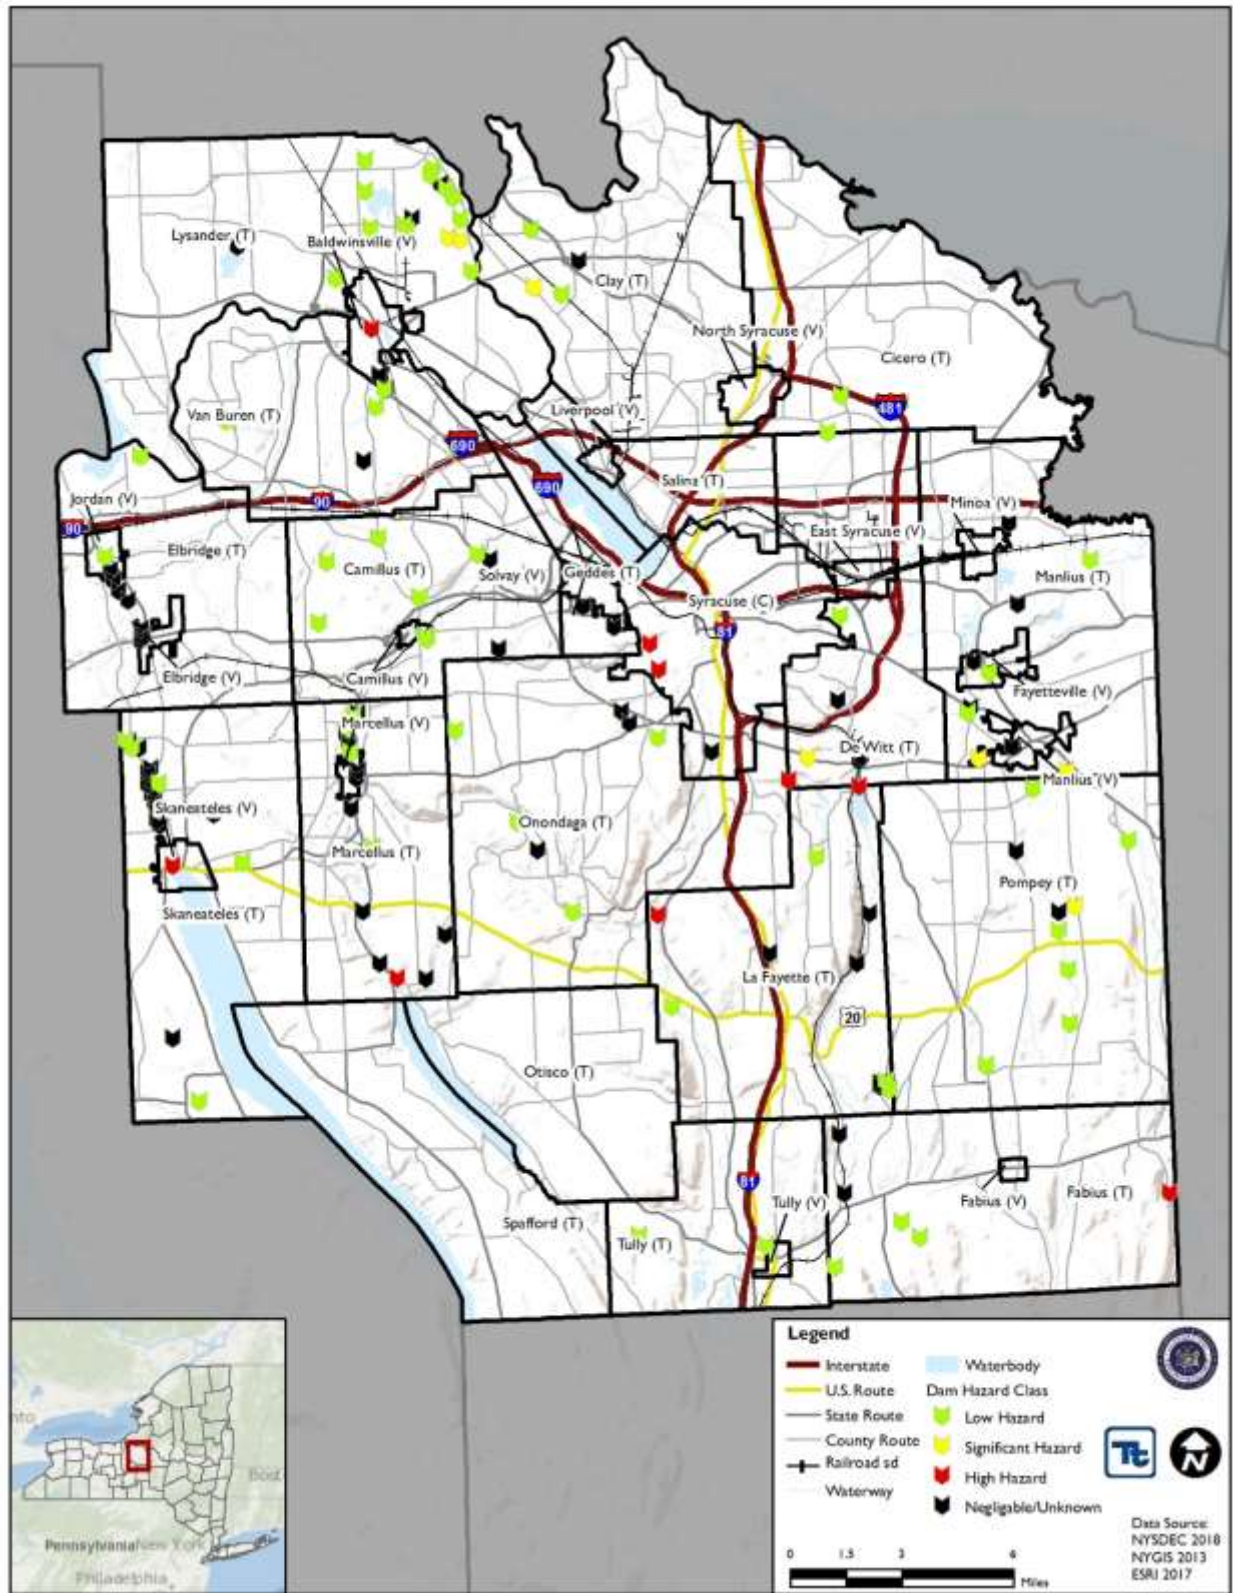 Lysander (T)
Baldwinsville (V)
Clay (T)
North Syracuse (V)
Cicero (T)
Van Buren (T)
Liverpool (V)
481
690
690
Salina (T)
Jordan (V)
90
90
Minoa (V)
East Syracuse (V)
Elbridge (T)
Camillus (T)
Solvay (V)
Geddes (T)
Manlius (T)
Syracuse (C)
81
Elbridge (V)
Camillus (V)
Fayetteville (V)
Marcellus (V)
De Witt (T)
Manlius (V)
Skaneateles (V)
Onondaga (T)
Marcellus (T)
Pompey (T)
Skaneateles (T)
La Fayette (T)
20
Otisco (T)
81
Tully (V)
Fabius (V)
Fabius (T)
Spafford (T)
Tully (T)
Legend
Interstate
U.S. Route
State Route
County Route
Railroad sd
Waterway
Waterbody
Dam Hazard Class
Low Hazard
Significant Hazard
High Hazard
Negligable/Unknown
Tt
N
0 1.5 3 6
Miles
Data Source:
NYSDEC 2018
NYGIS 2013
ESRI 2017
Pennsylvania New York
Philadelphia